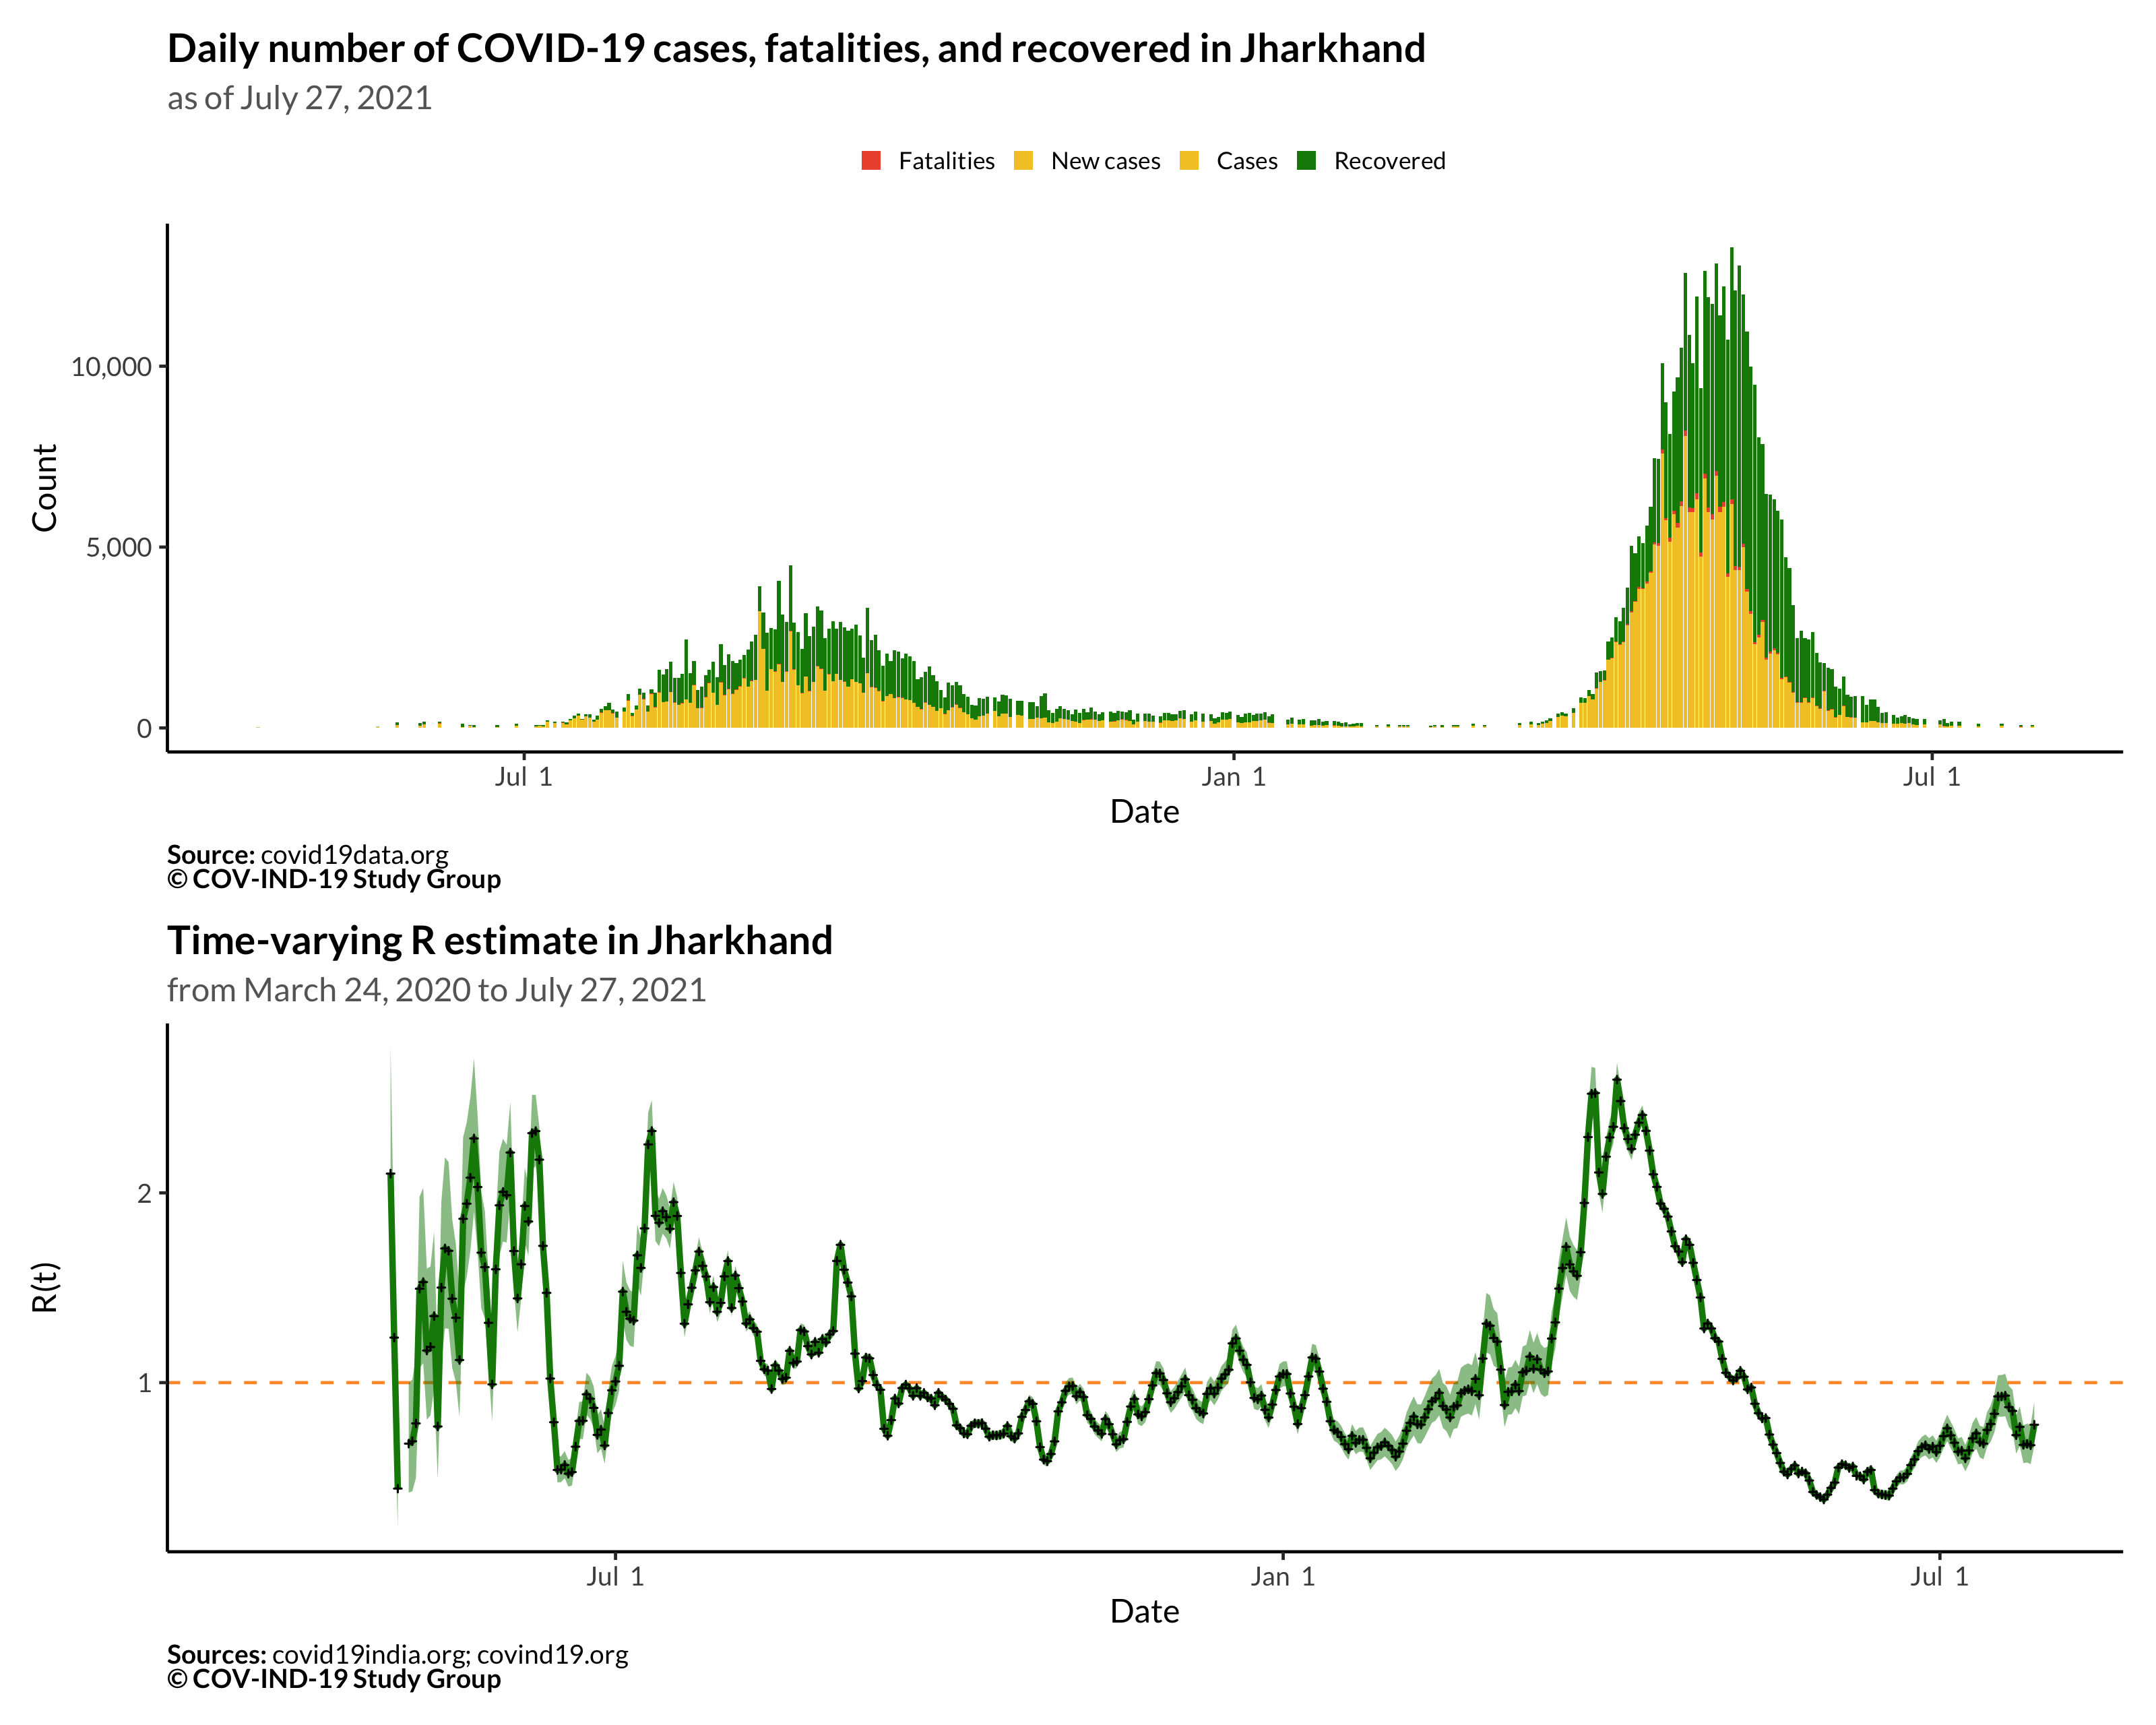 Daily number of COVID-19 cases, fatalities, and recovered in Jharkhand
as of July 27, 2021
Fatalities New cases Cases Recovered
Count
10,000
5,000
0
Jul 1 Jan 1 Jul 1
Date
Source: covid19data.org
© COV-IND-19 Study Group
Time-varying R estimate in Jharkhand
from March 24, 2020 to July 27, 2021
R(t)
2
1
Jul 1 Jan 1 Jul 1
Date
Sources: covid19india.org; covind19.org
© COV-IND-19 Study Group